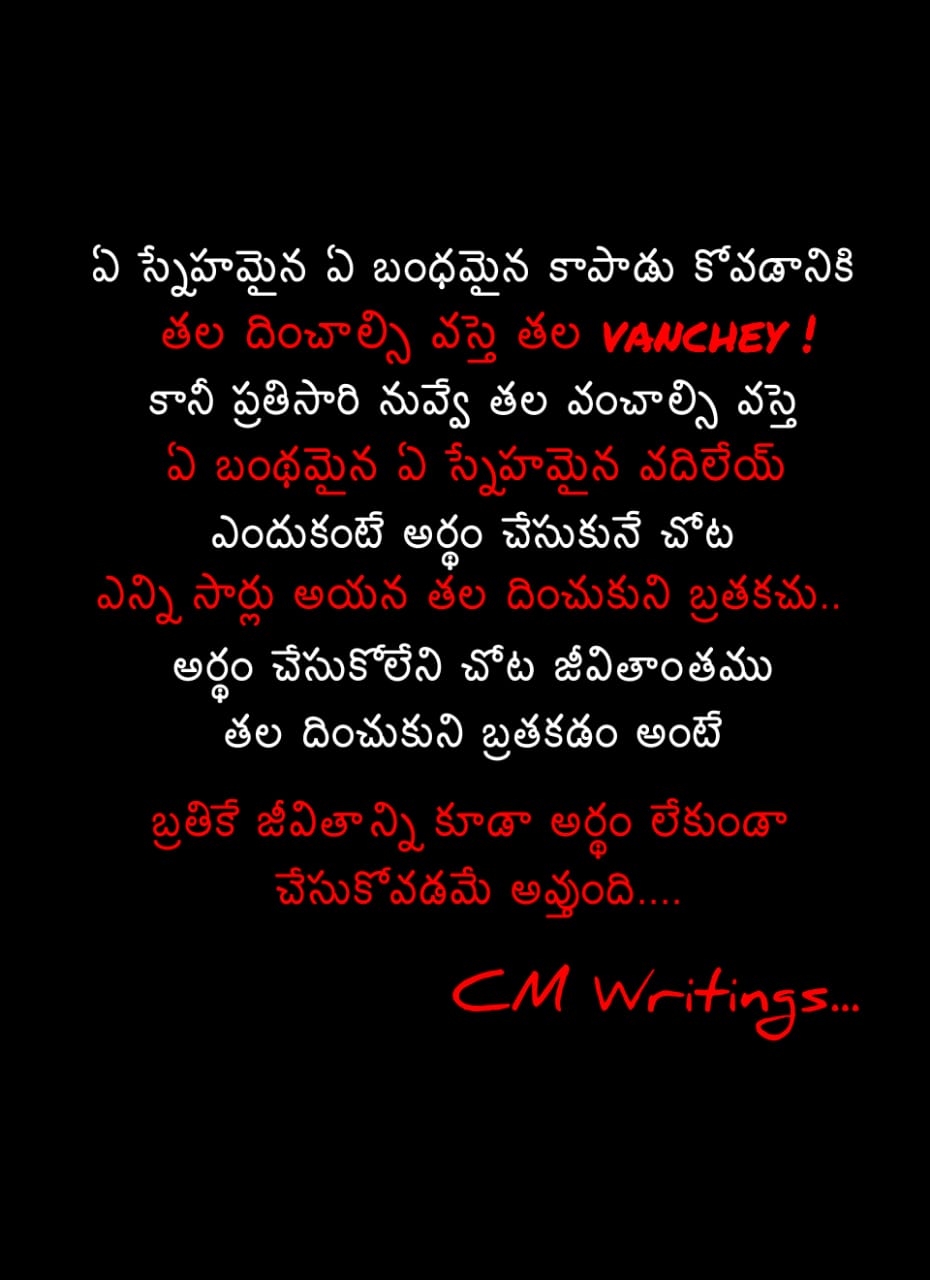 ఏ స్నేహమైన ఏ బంధమైన కాపాడు కోవడానికి
తల దించాల్సి వస్తె తల VANCHEY !
కానీ ప్రతిసారి నువ్వే తల వంచాల్సి వస్తె
ఏ బంథమైన ఏ స్నేహమైన వదిలేయ్
ఎందుకంటే అర్థం చేసుకునే చోట
ఎన్ని సార్లు అయన తల దించుకుని బ్రతకచు..
అర్థం చేసుకోలేని చోట జీవితాంతము
తల దించుకుని బ్రతకడం అంటే
బ్రతికే జీవితాన్ని కూడా అర్థం లేకుండా
చేసుకోవడమే అవ్తుంది....
CM Writings...